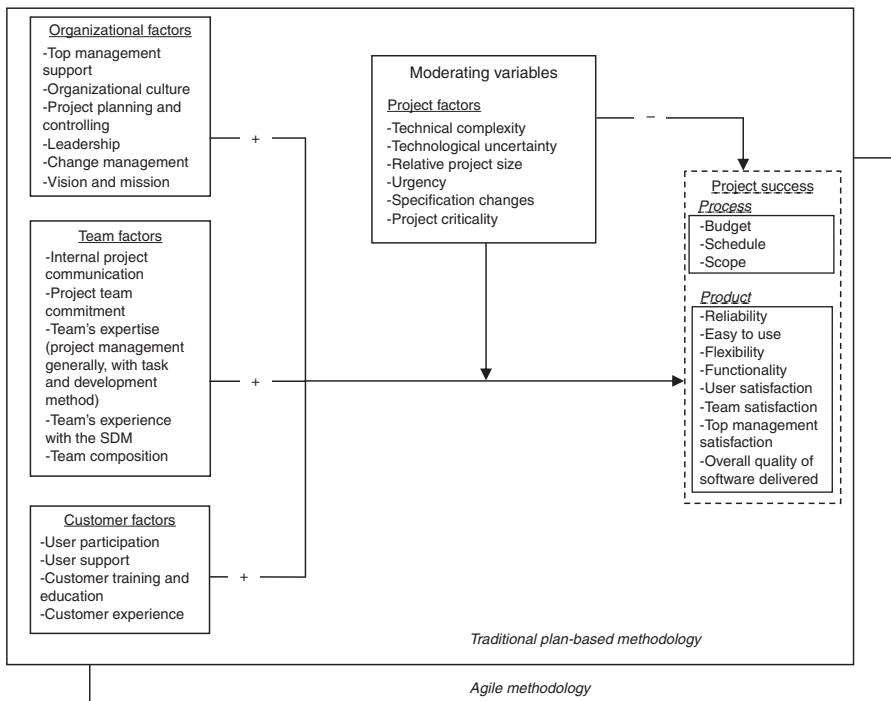 Organizational factors
-Top management
support
-Organizational culture
-Project planning and
controlling
-Leadership
-Change management
-Vision and mission
+
Team factors
-Internal project
communication
-Project team
commitment
-Team's expertise
(project management
generally, with task
and development
method)
-Team's experience
with the SDM
-Team composition
+
Customer factors
-User participation
-User support
-Customer training and
education
-Customer experience
+
Moderating variables
Project factors
-Technical complexity
-Technological uncertainty
-Relative project size
-Urgency
-Specification changes
-Project criticality
–
Project success
Process
-Budget
-Schedule
-Scope
Product
-Reliability
-Easy to use
-Flexibility
-Functionality
-User satisfaction
-Team satisfaction
-Top management
satisfaction
-Overall quality of
software delivered
Traditional plan-based methodology
Agile methodology